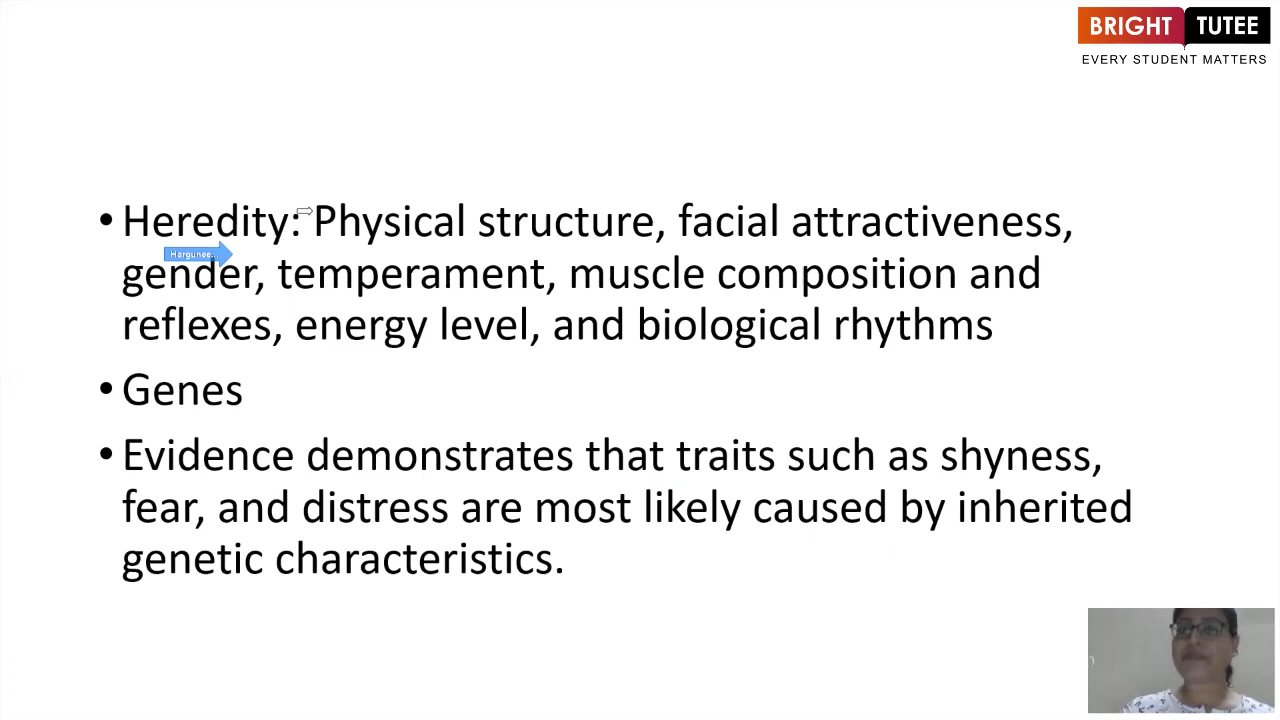 BRIGHT TUTEE
EVERY STUDENT MATTERS
• Heredity: Physical structure, facial attractiveness,
Hargunee...
gender, temperament, muscle composition and
reflexes, energy level, and biological rhythms
• Genes
• Evidence demonstrates that traits such as shyness,
fear, and distress are most likely caused by inherited
genetic characteristics.